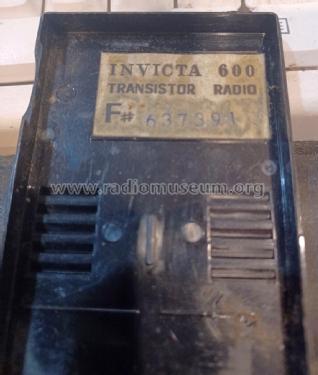 INVICTA 600
TRANSISTOR RADIO
F# 637391
www.radiomuseum.org